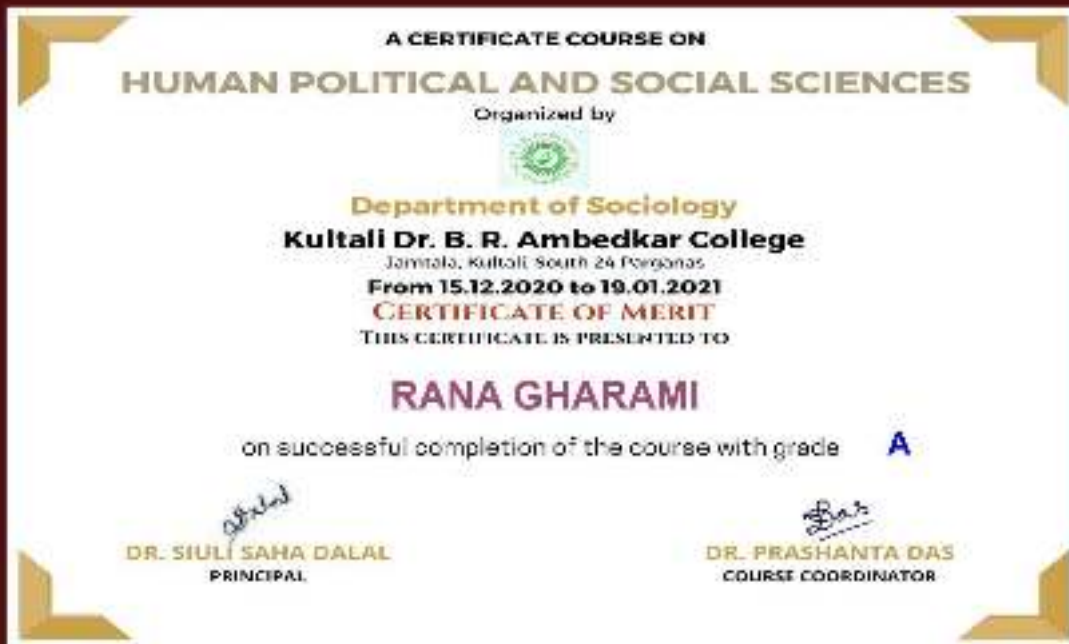 A CERTIFICATE COURSE ON
HUMAN POLITICAL AND SOCIAL SCIENCES
Organized by
Department of Sociology
Kultali Dr. B. R. Ambedkar College
Jamtala, Kultali, South 24 Parganas
From 15.12.2020 to 19.01.2021
CERTIFICATE OF MERIT
THIS CERTIFICATE IS PRESENTED TO
RANA GHARAMI
on successful completion of the course with grade A
Das
DR. SIULI SAHA DALAL DR. PRASHANTA DAS
PRINCIPAL COURSE COORDINATOR